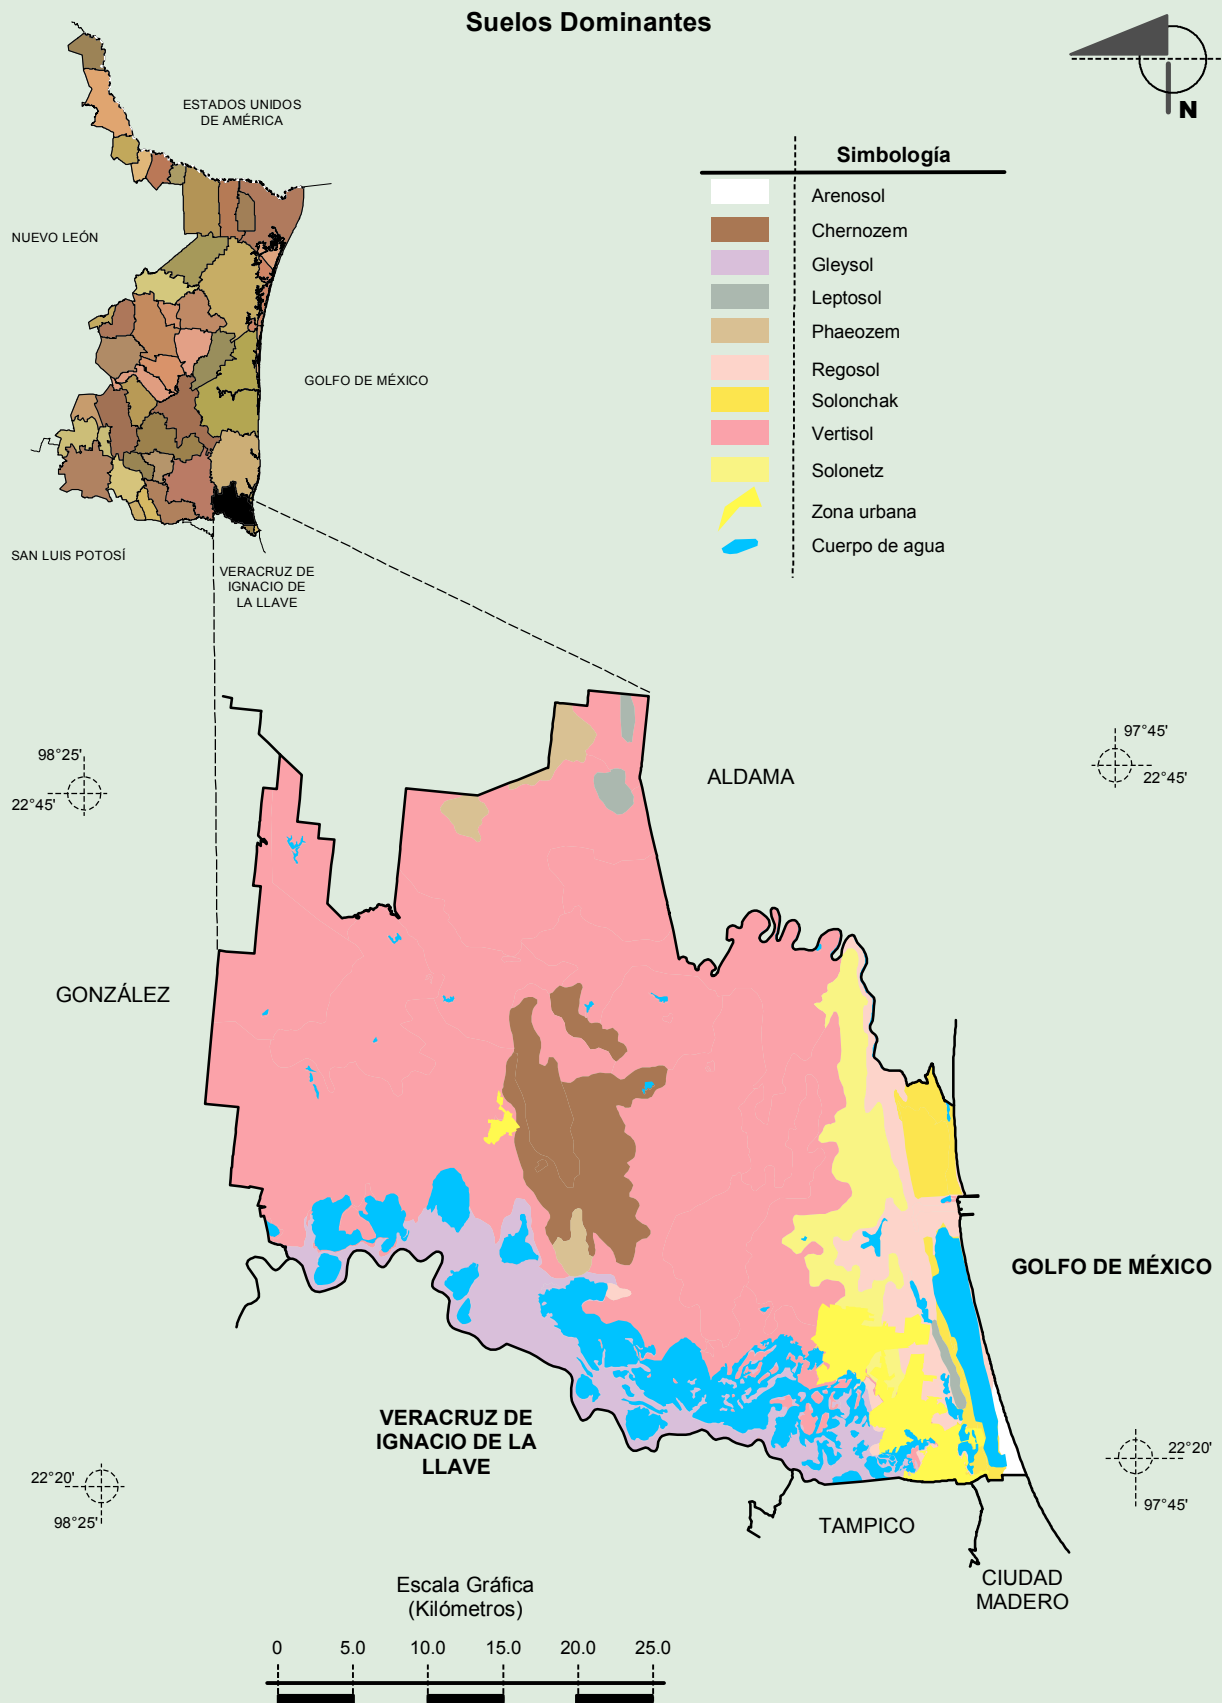 Suelos Dominantes
N
ESTADOS UNIDOS
DE AMÉRICA
NUEVO LEÓN
GOLFO DE MÉXICO
SAN LUIS POTOSÍ
VERACRUZ DE
IGNACIO DE
LA LLAVE
Simbología
Arenosol
Chernozem
Gleysol
Leptosol
Phaeozem
Regosol
Solonchak
Vertisol
Solonetz
Zona urbana
Cuerpo de agua
98°25'
22°45'
97°45'
22°45'
ALDAMA
GONZÁLEZ
GOLFO DE MÉXICO
VERACRUZ DE
IGNACIO DE LA
LLAVE
22°20'
98°25'
22°20'
97°45'
TAMPICO
CIUDAD
MADERO
Escala Gráfica
(Kilómetros)
0 5.0 10.0 15.0 20.0 25.0